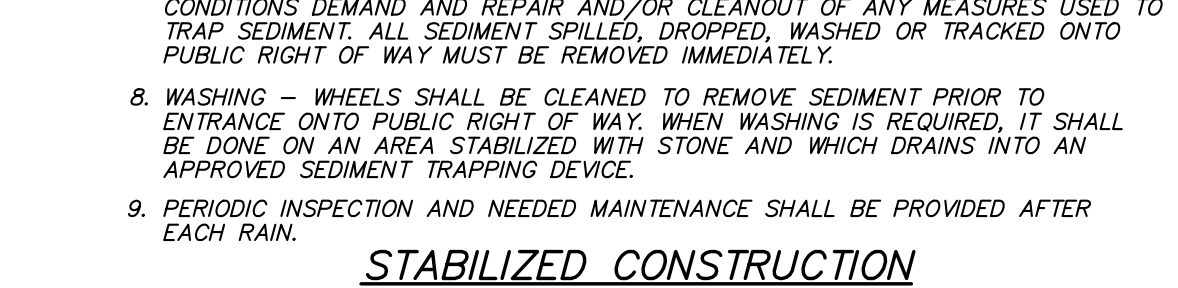 CONDITIONS DEMAND AND REPAIR AND/OR CLEANOUT OF ANY MEASURES USED TO
TRAP SEDIMENT. ALL SEDIMENT SPILLED, DROPPED, WASHED OR TRACKED ONTO
PUBLIC RIGHT OF WAY MUST BE REMOVED IMMEDIATELY.
8. WASHING – WHEELS SHALL BE CLEANED TO REMOVE SEDIMENT PRIOR TO
ENTRANCE ONTO PUBLIC RIGHT OF WAY. WHEN WASHING IS REQUIRED, IT SHALL
BE DONE ON AN AREA STABILIZED WITH STONE AND WHICH DRAINS INTO AN
APPROVED SEDIMENT TRAPPING DEVICE.
9. PERIODIC INSPECTION AND NEEDED MAINTENANCE SHALL BE PROVIDED AFTER
EACH RAIN.
STABILIZED CONSTRUCTION